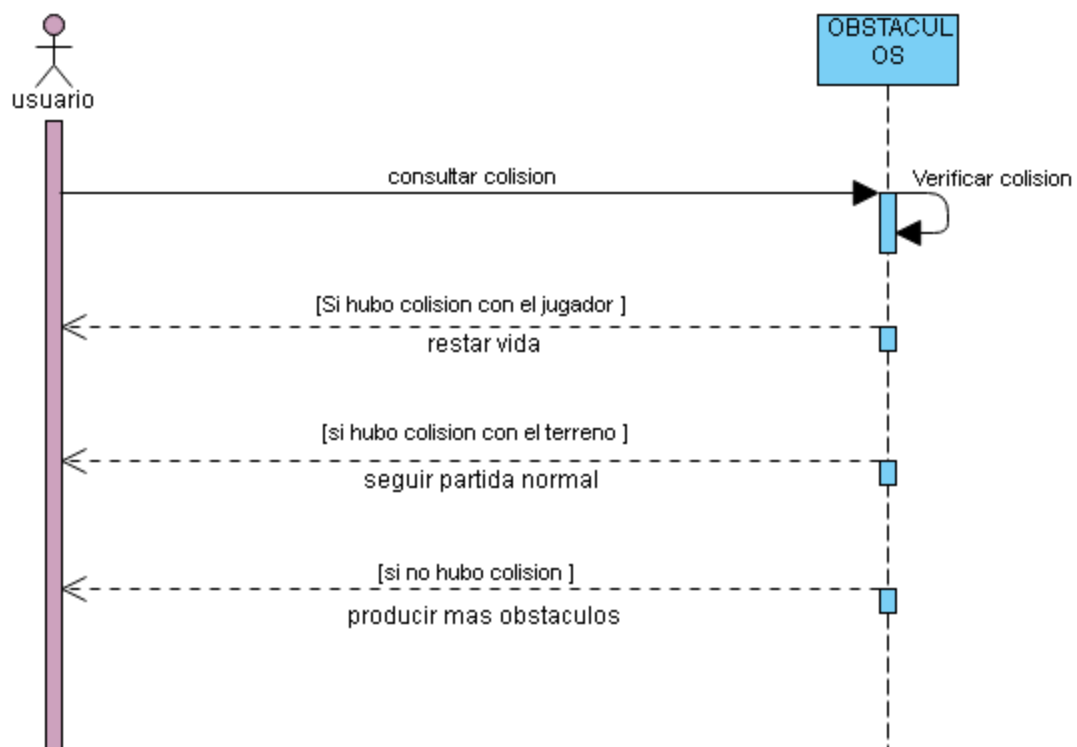 usuario
OBSTACUL
OS
consultar colision
Verificar colision
[Si hubo colision con el jugador ]
restar vida
[si hubo colision con el terreno ]
seguir partida normal
[si no hubo colision ]
producir mas obstaculos